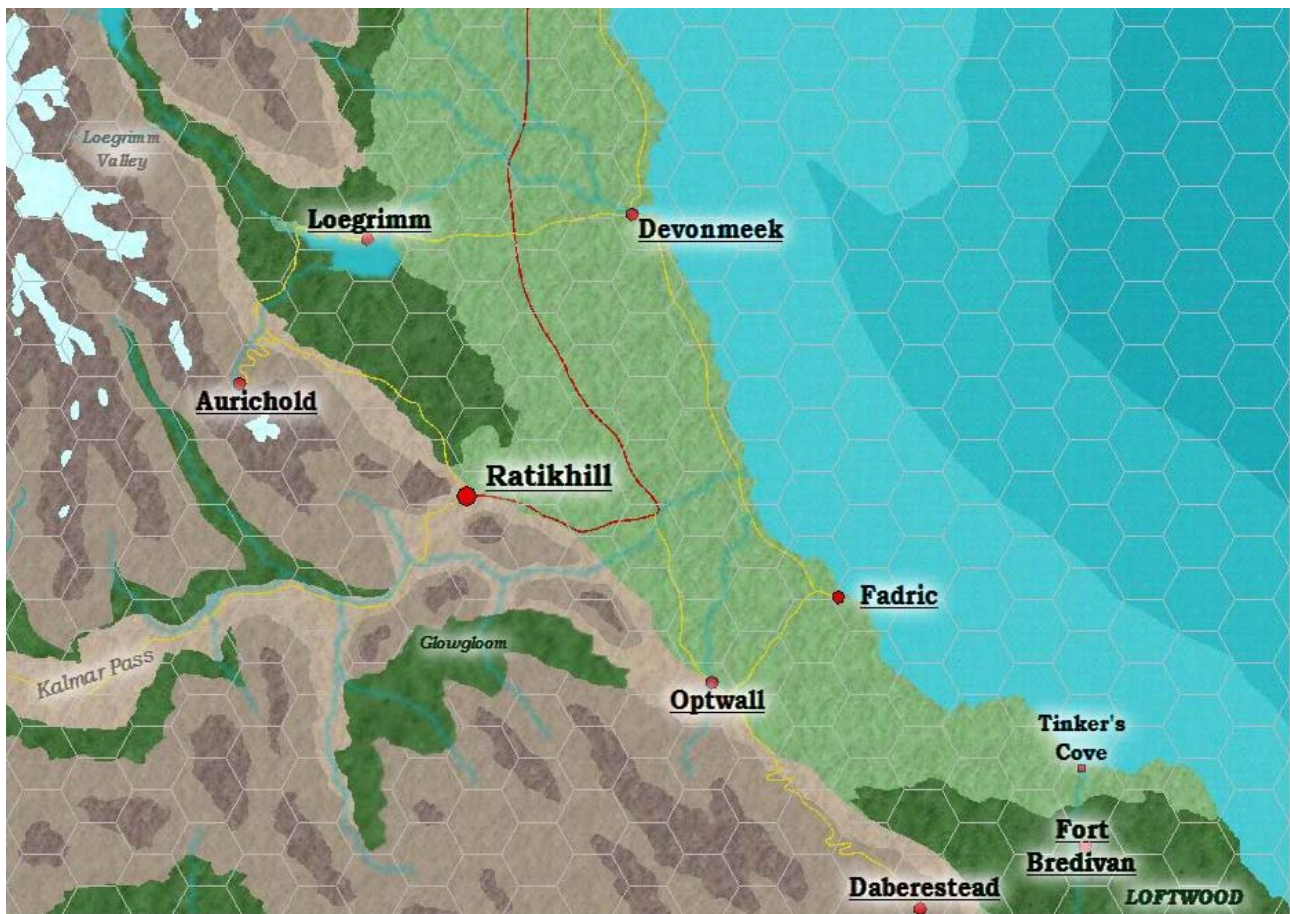 Loegrimm
Valley
Loegrimm
Devonmeek
Aurichold
Ratikhill
Fadric
Glowgloom
Kalmar Pass
Optwall
Tinker's
Cove
Fort
Bredivan
Daberestead
LOFTWOOD